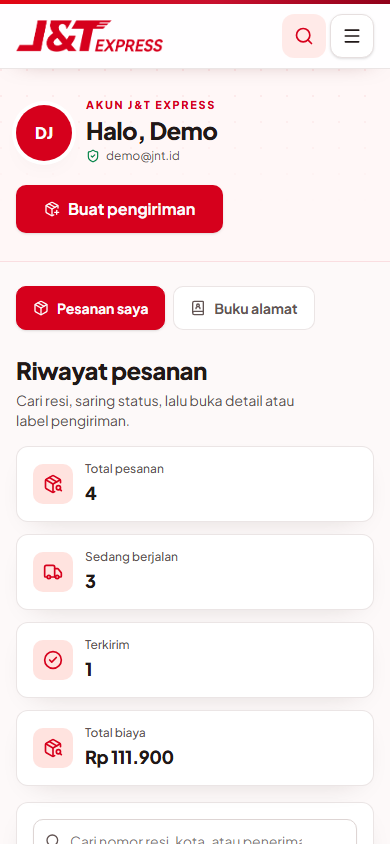 J&T EXPRESS
DJ
AKUN J&T EXPRESS
Halo, Demo
demo@jnt.id
Buat pengiriman
Pesanan saya
Buku alamat
Riwayat pesanan
Cari resi, saring status, lalu buka detail atau
label pengiriman.
Total pesanan
4
Sedang berjalan
3
Terkirim
1
Total biaya
Rp 111.900
Cari nomor resi, kota, atau penerima